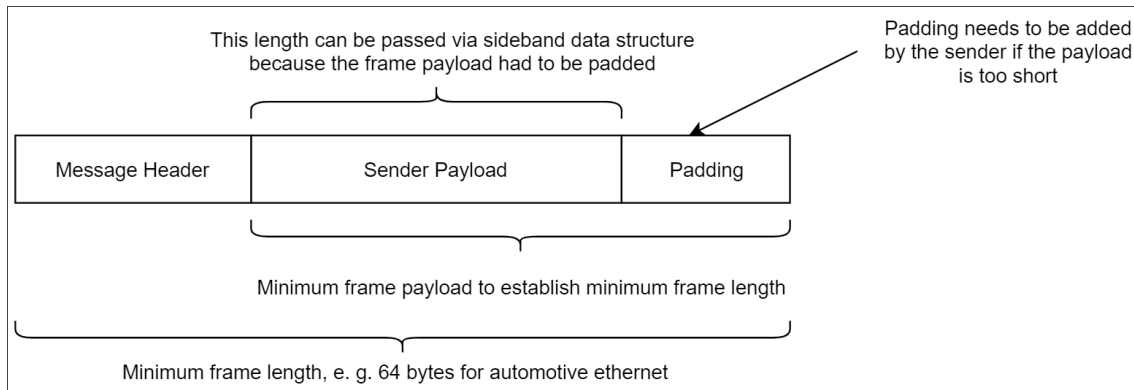 This length can be passed via sideband data structure
because the frame payload had to be padded
Padding needs to be added
by the sender if the payload
is too short
Message Header
Sender Payload
Padding
Minimum frame payload to establish minimum frame length
Minimum frame length, e. g. 64 bytes for automotive ethernet